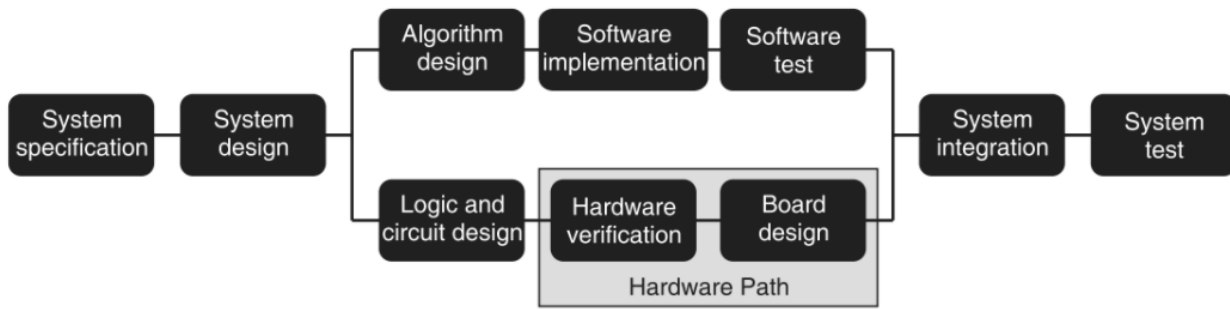 System
specification
System
design
Algorithm
design
Software
implementation
Software
test
Logic and
circuit design
Hardware
verification
Board
design
Hardware Path
System
integration
System
test